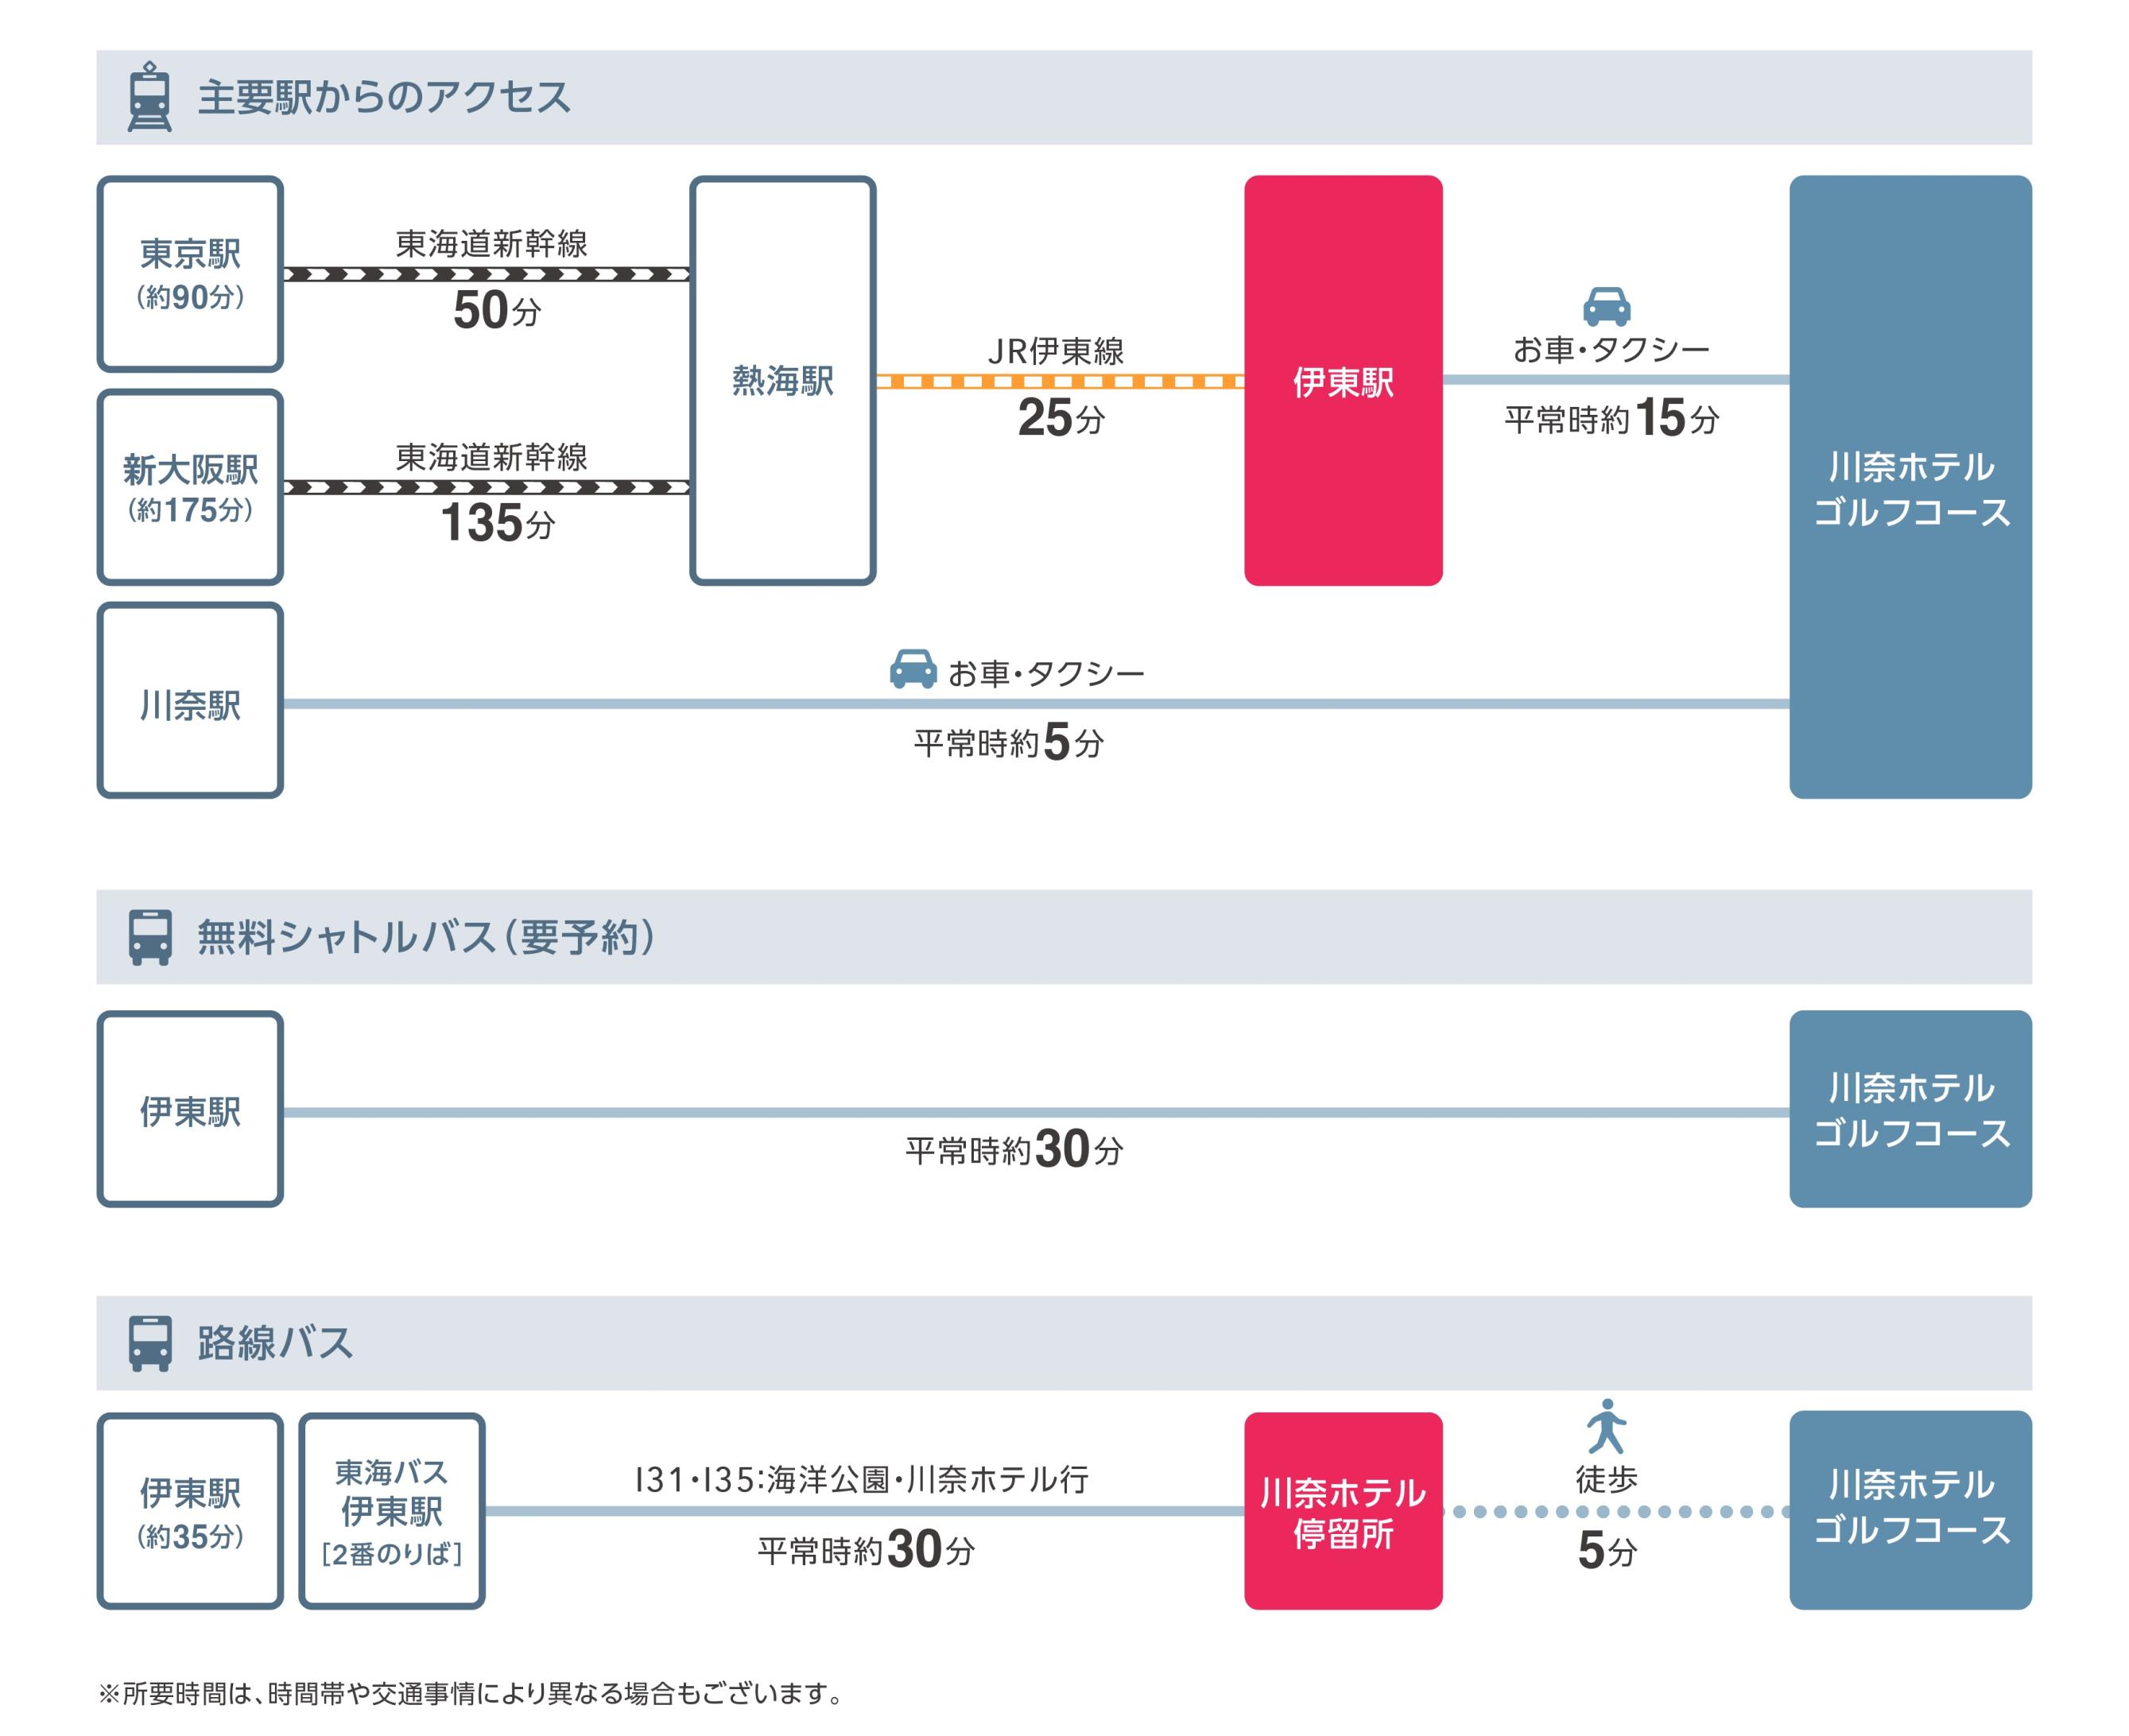 主要駅からのアクセス
東京駅
(約90分)
東海道新幹線
50分
新大阪駅
(約175分)
東海道新幹線
135分
熱海駅
JR伊東線
25分
伊東駅
お車・タクシー
平常時約15分
川奈駅
お車・タクシー
平常時約5分
川奈ホテル
ゴルフコース
無料シャトルバス(要予約)
伊東駅
平常時約30分
川奈ホテル
ゴルフコース
路線バス
伊東駅
(約35分)
東海バス
伊東駅
[2番のりば]
131・135:海洋公園・川奈ホテル行
平常時約30分
川奈ホテル
停留所
徒歩
5分
川奈ホテル
ゴルフコース
※所要時間は、時間帯や交通事情により異なる場合もございます。